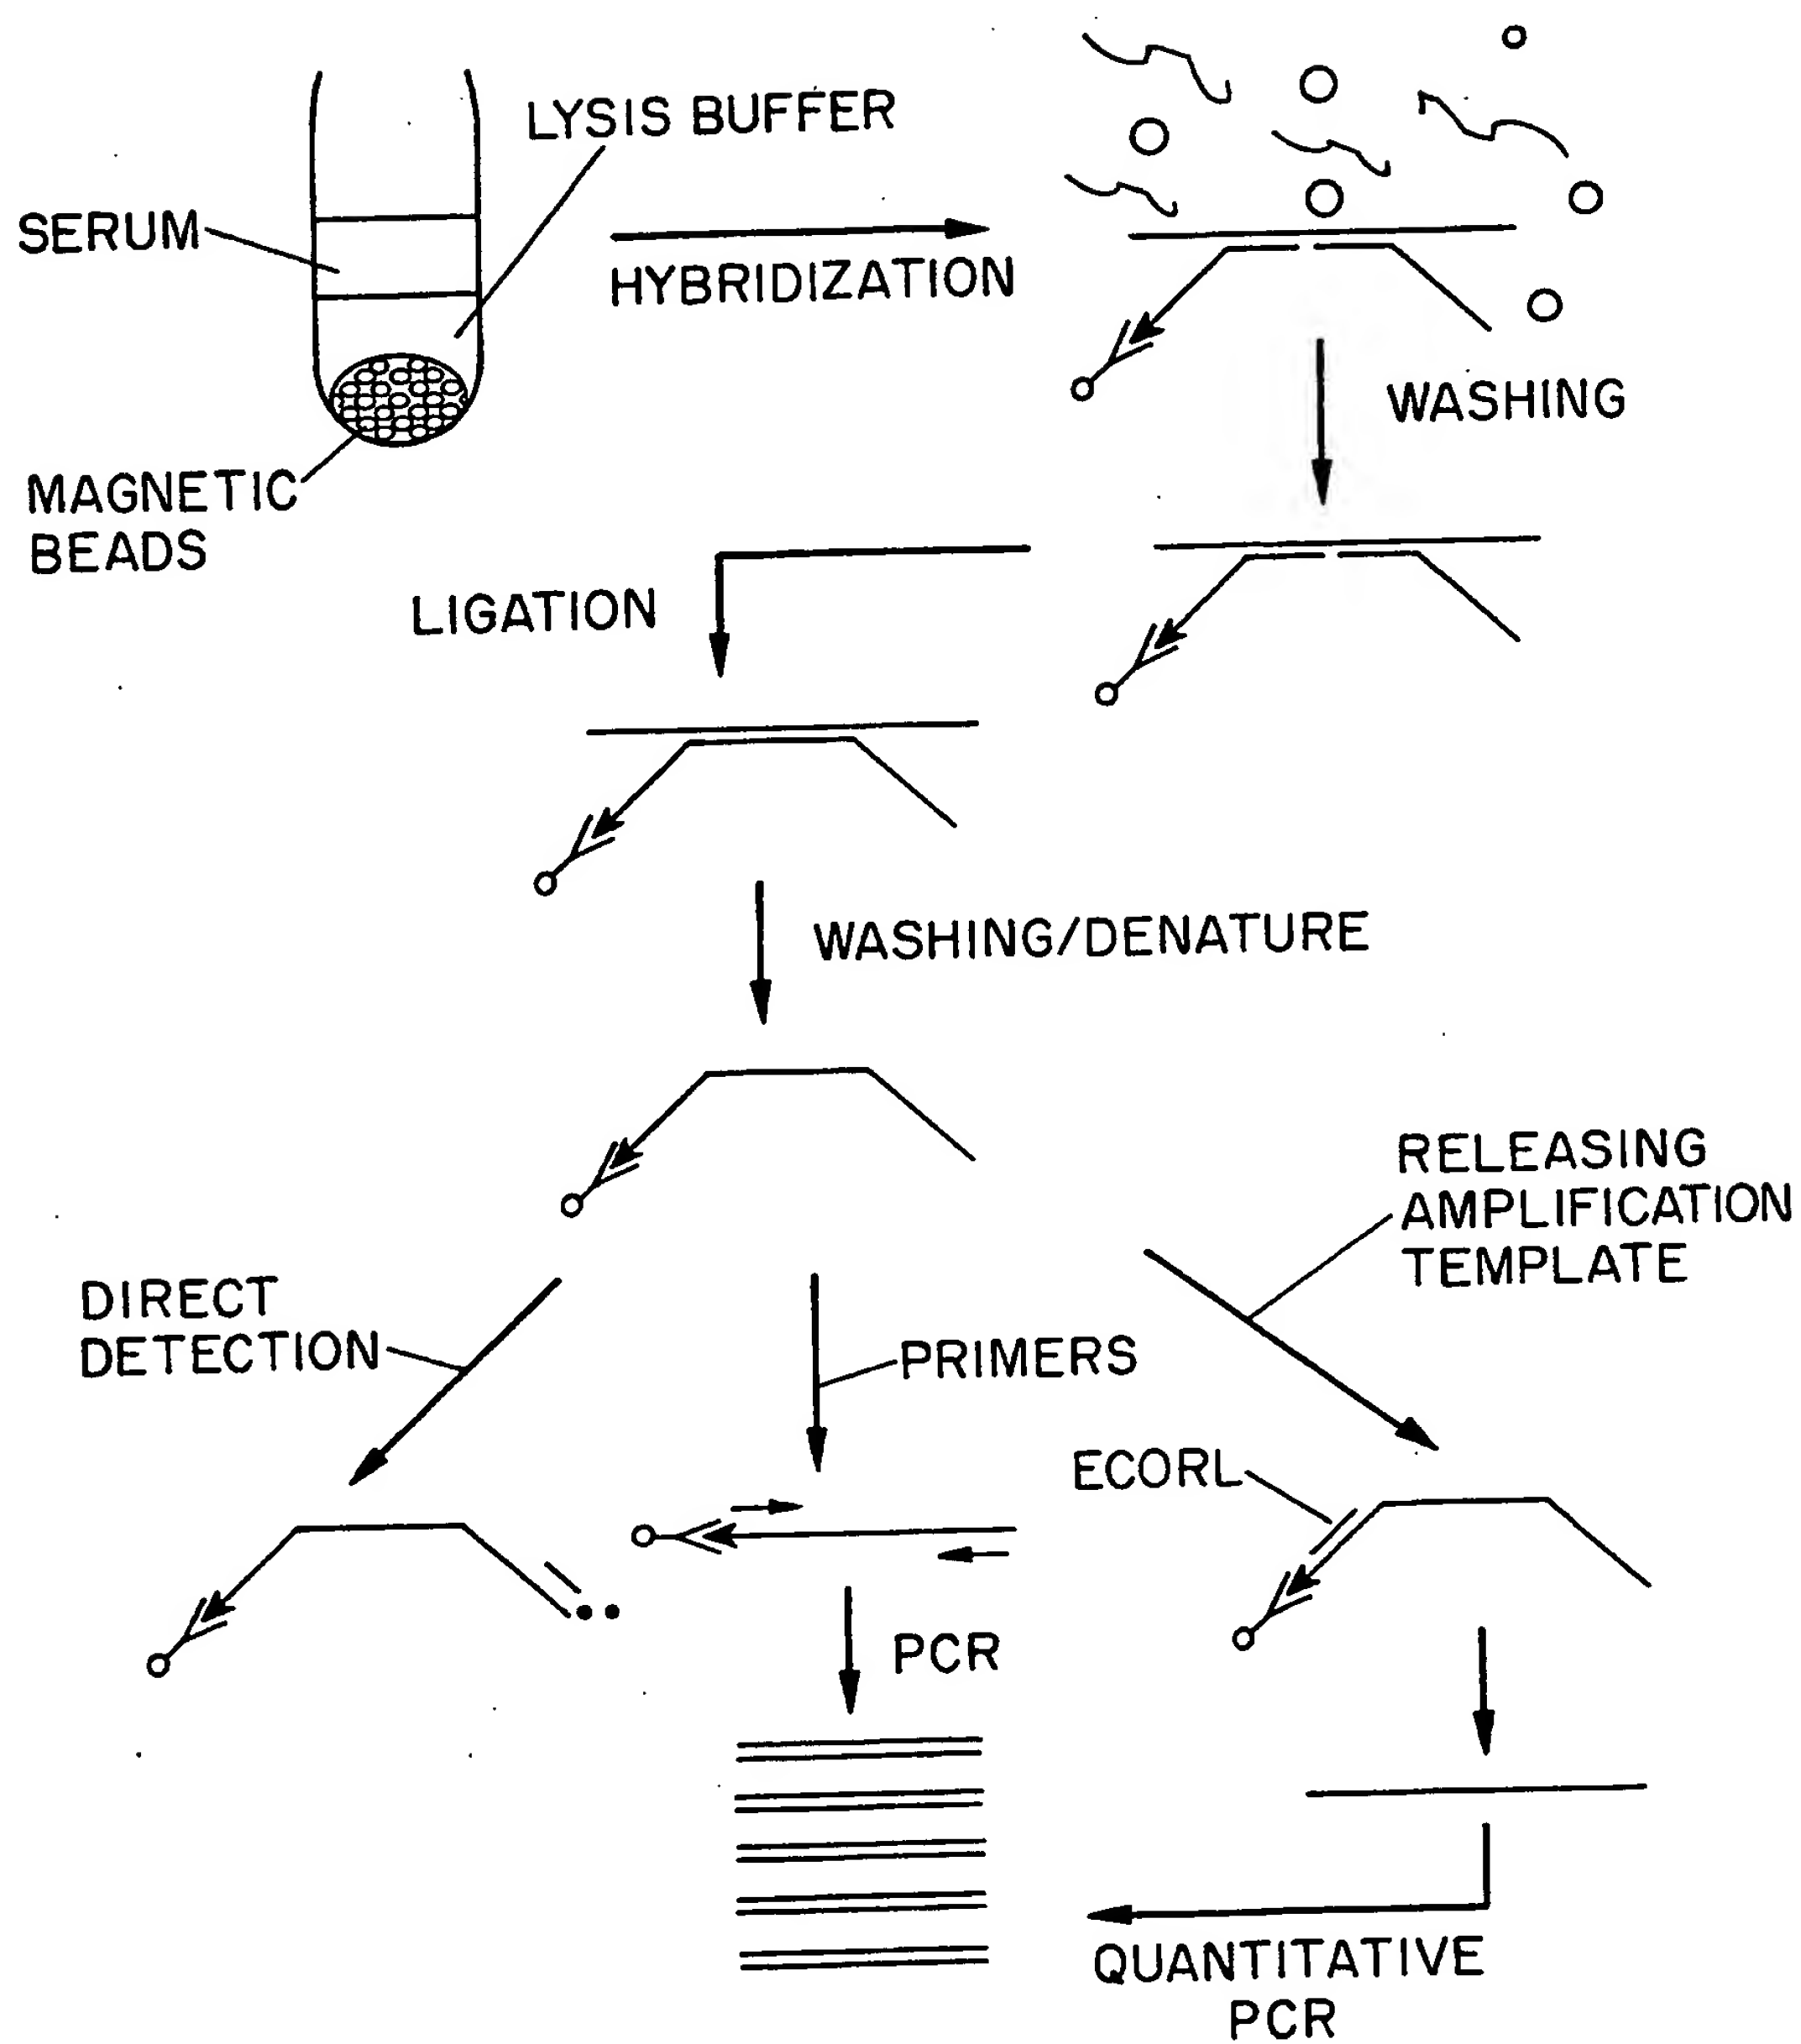 LYSIS BUFFER
SERUM
HYBRIDIZATION
WASHING
MAGNETIC
BEADS
LIGATION
WASHING/DENATURE
RELEASING
AMPLIFICATION
TEMPLATE
DIRECT
DETECTION
PRIMERS
ECORL
PCR
QUANTITATIVE
PCR